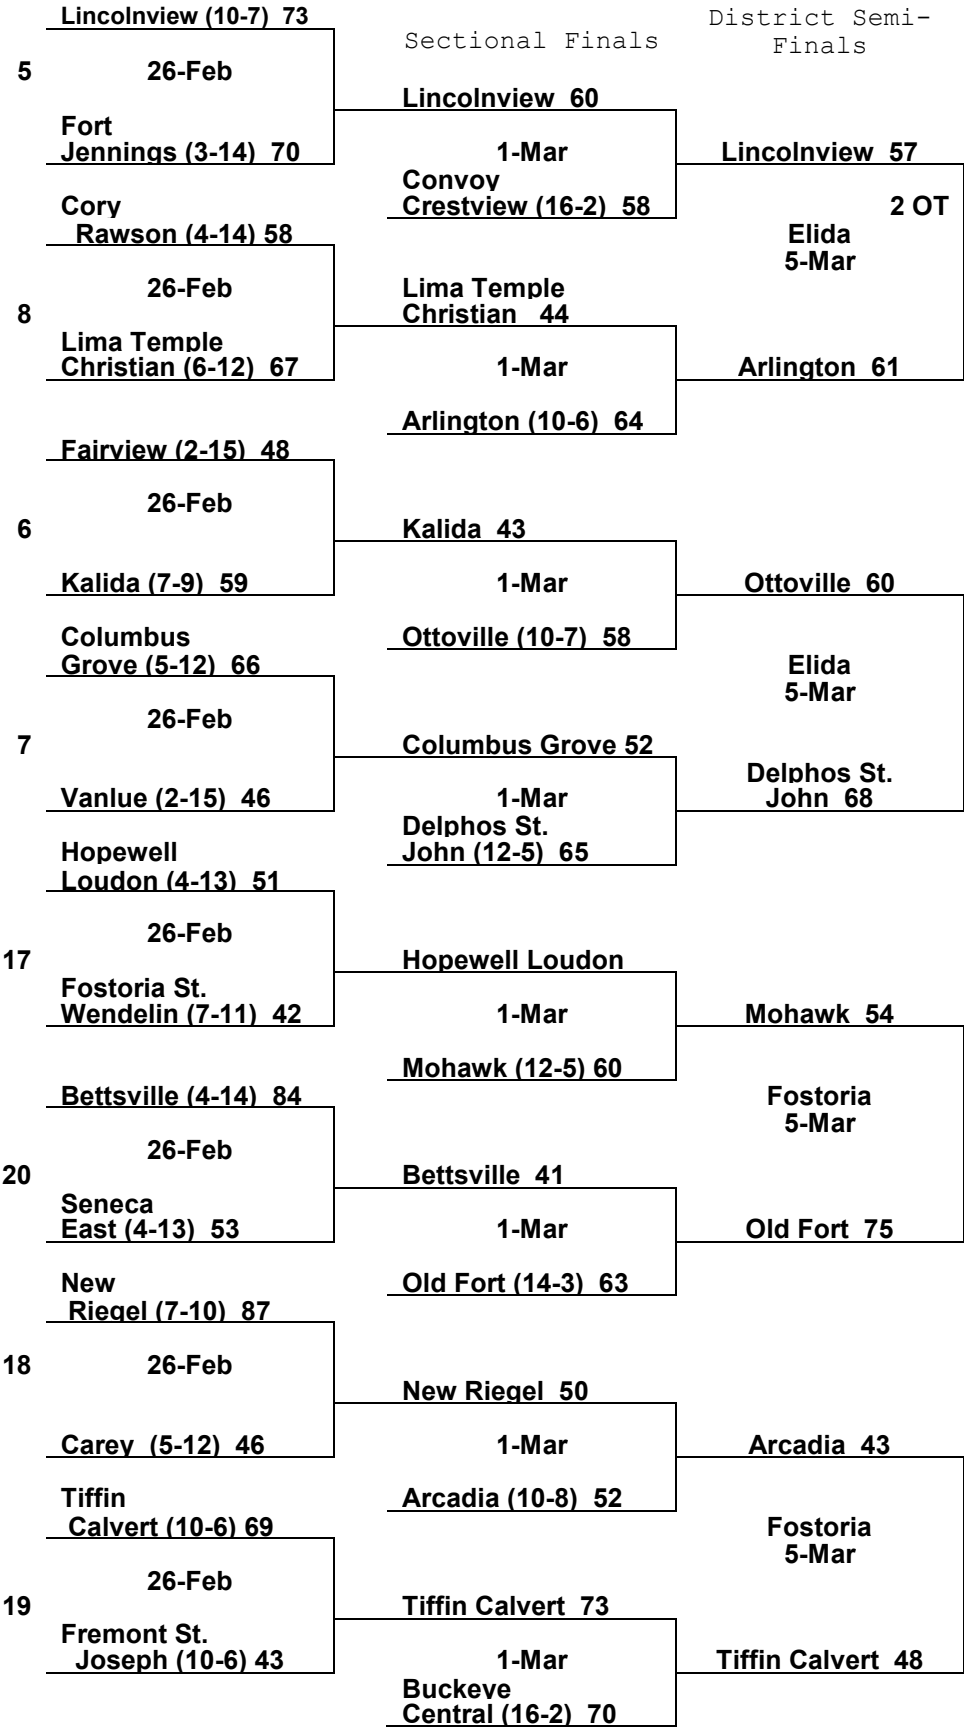 Lincolnview (10-7) 73
Sectional Finals
District Semi-
Finals
5
26-Feb
Lincolnview 60
Fort
Jennings (3-14) 70
1-Mar
Lincolnview 57
Convoy
Crestview (16-2) 58
2 OT
Cory
Rawson (4-14) 58
Elida
5-Mar
26-Feb
8
Lima Temple
Christian 44
Lima Temple
Christian (6-12) 67
1-Mar
Arlington 61
Arlington (10-6) 64
Fairview (2-15) 48
26-Feb
6
Kalida 43
Kalida (7-9) 59
1-Mar
Ottoville 60
Columbus
Grove (5-12) 66
Ottoville (10-7) 58
Elida
5-Mar
26-Feb
7
Columbus Grove 52
Vanlue (2-15) 46
1-Mar
Delphos St.
John 68
Delphos St.
John (12-5) 65
Hopewell
Loudon (4-13) 51
26-Feb
17
Hopewell Loudon
Fostoria St.
Wendelin (7-11) 42
1-Mar
Mohawk 54
Mohawk (12-5) 60
Bettsville (4-14) 84
Fostoria
5-Mar
26-Feb
20
Bettsville 41
Seneca
East (4-13) 53
1-Mar
Old Fort 75
Old Fort (14-3) 63
New
Riegel (7-10) 87
18
26-Feb
New Riegel 50
Carey (5-12) 46
1-Mar
Arcadia 43
Arcadia (10-8) 52
Tiffin
Calvert (10-6) 69
Fostoria
5-Mar
26-Feb
19
Tiffin Calvert 73
Fremont St.
Joseph (10-6) 43
1-Mar
Tiffin Calvert 48
Buckeye
Central (16-2) 70